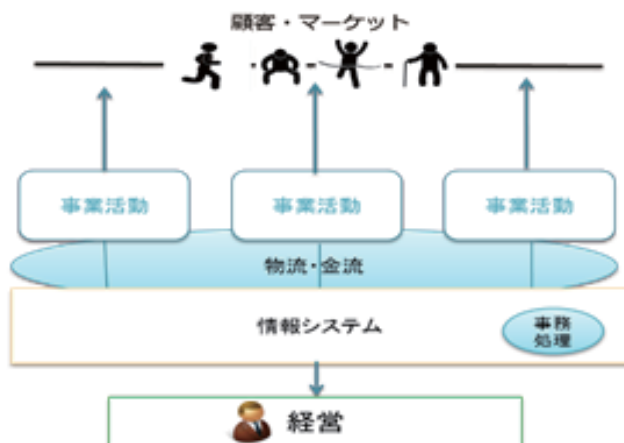 顧客・マーケット
事業活動
事業活動
事業活動
物流・金流
情報システム
事務
処理
経営